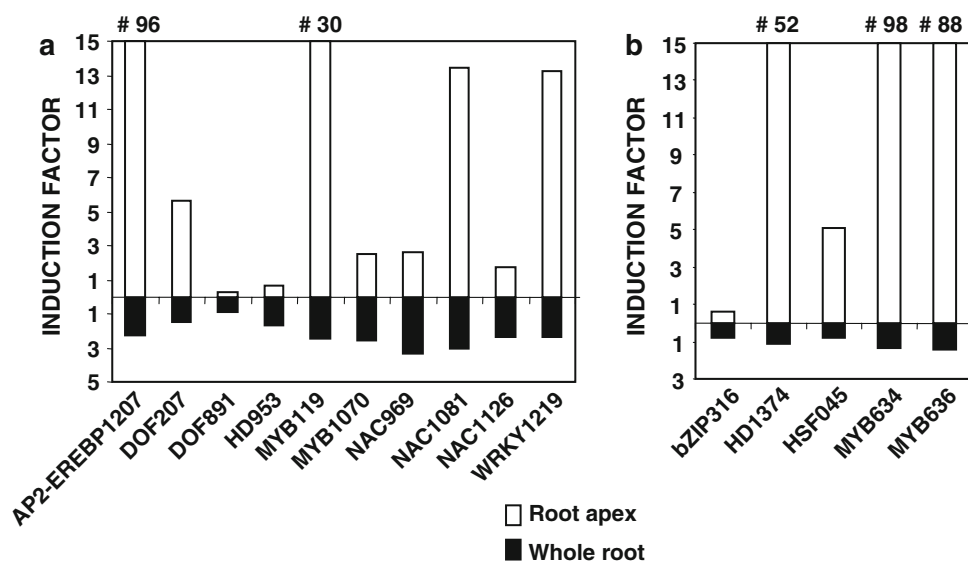 # 96 # 30
a
15
13
11
9
7
5
3
1
1
3
5
INDUCTION FACTOR
AP2-EREBP1207
DOF207
DOF891
HD953
MYB119
MYB1070
NAC969
NAC1081
NAC1126
WRKY1219
# 52 # 98 # 88
b
15
13
11
9
7
5
3
1
1
3
INDUCTION FACTOR
bZIP316
HD1374
HSF045
MYB634
MYB636
Root apex
Whole root